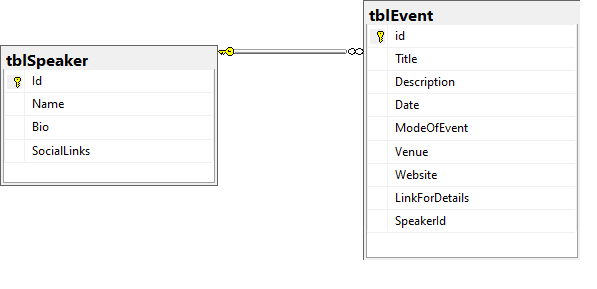 tblSpeaker
Id
Name
Bio
SocialLinks
tblEvent
id
Title
Description
Date
ModeOfEvent
Venue
Website
LinkForDetails
SpeakerId